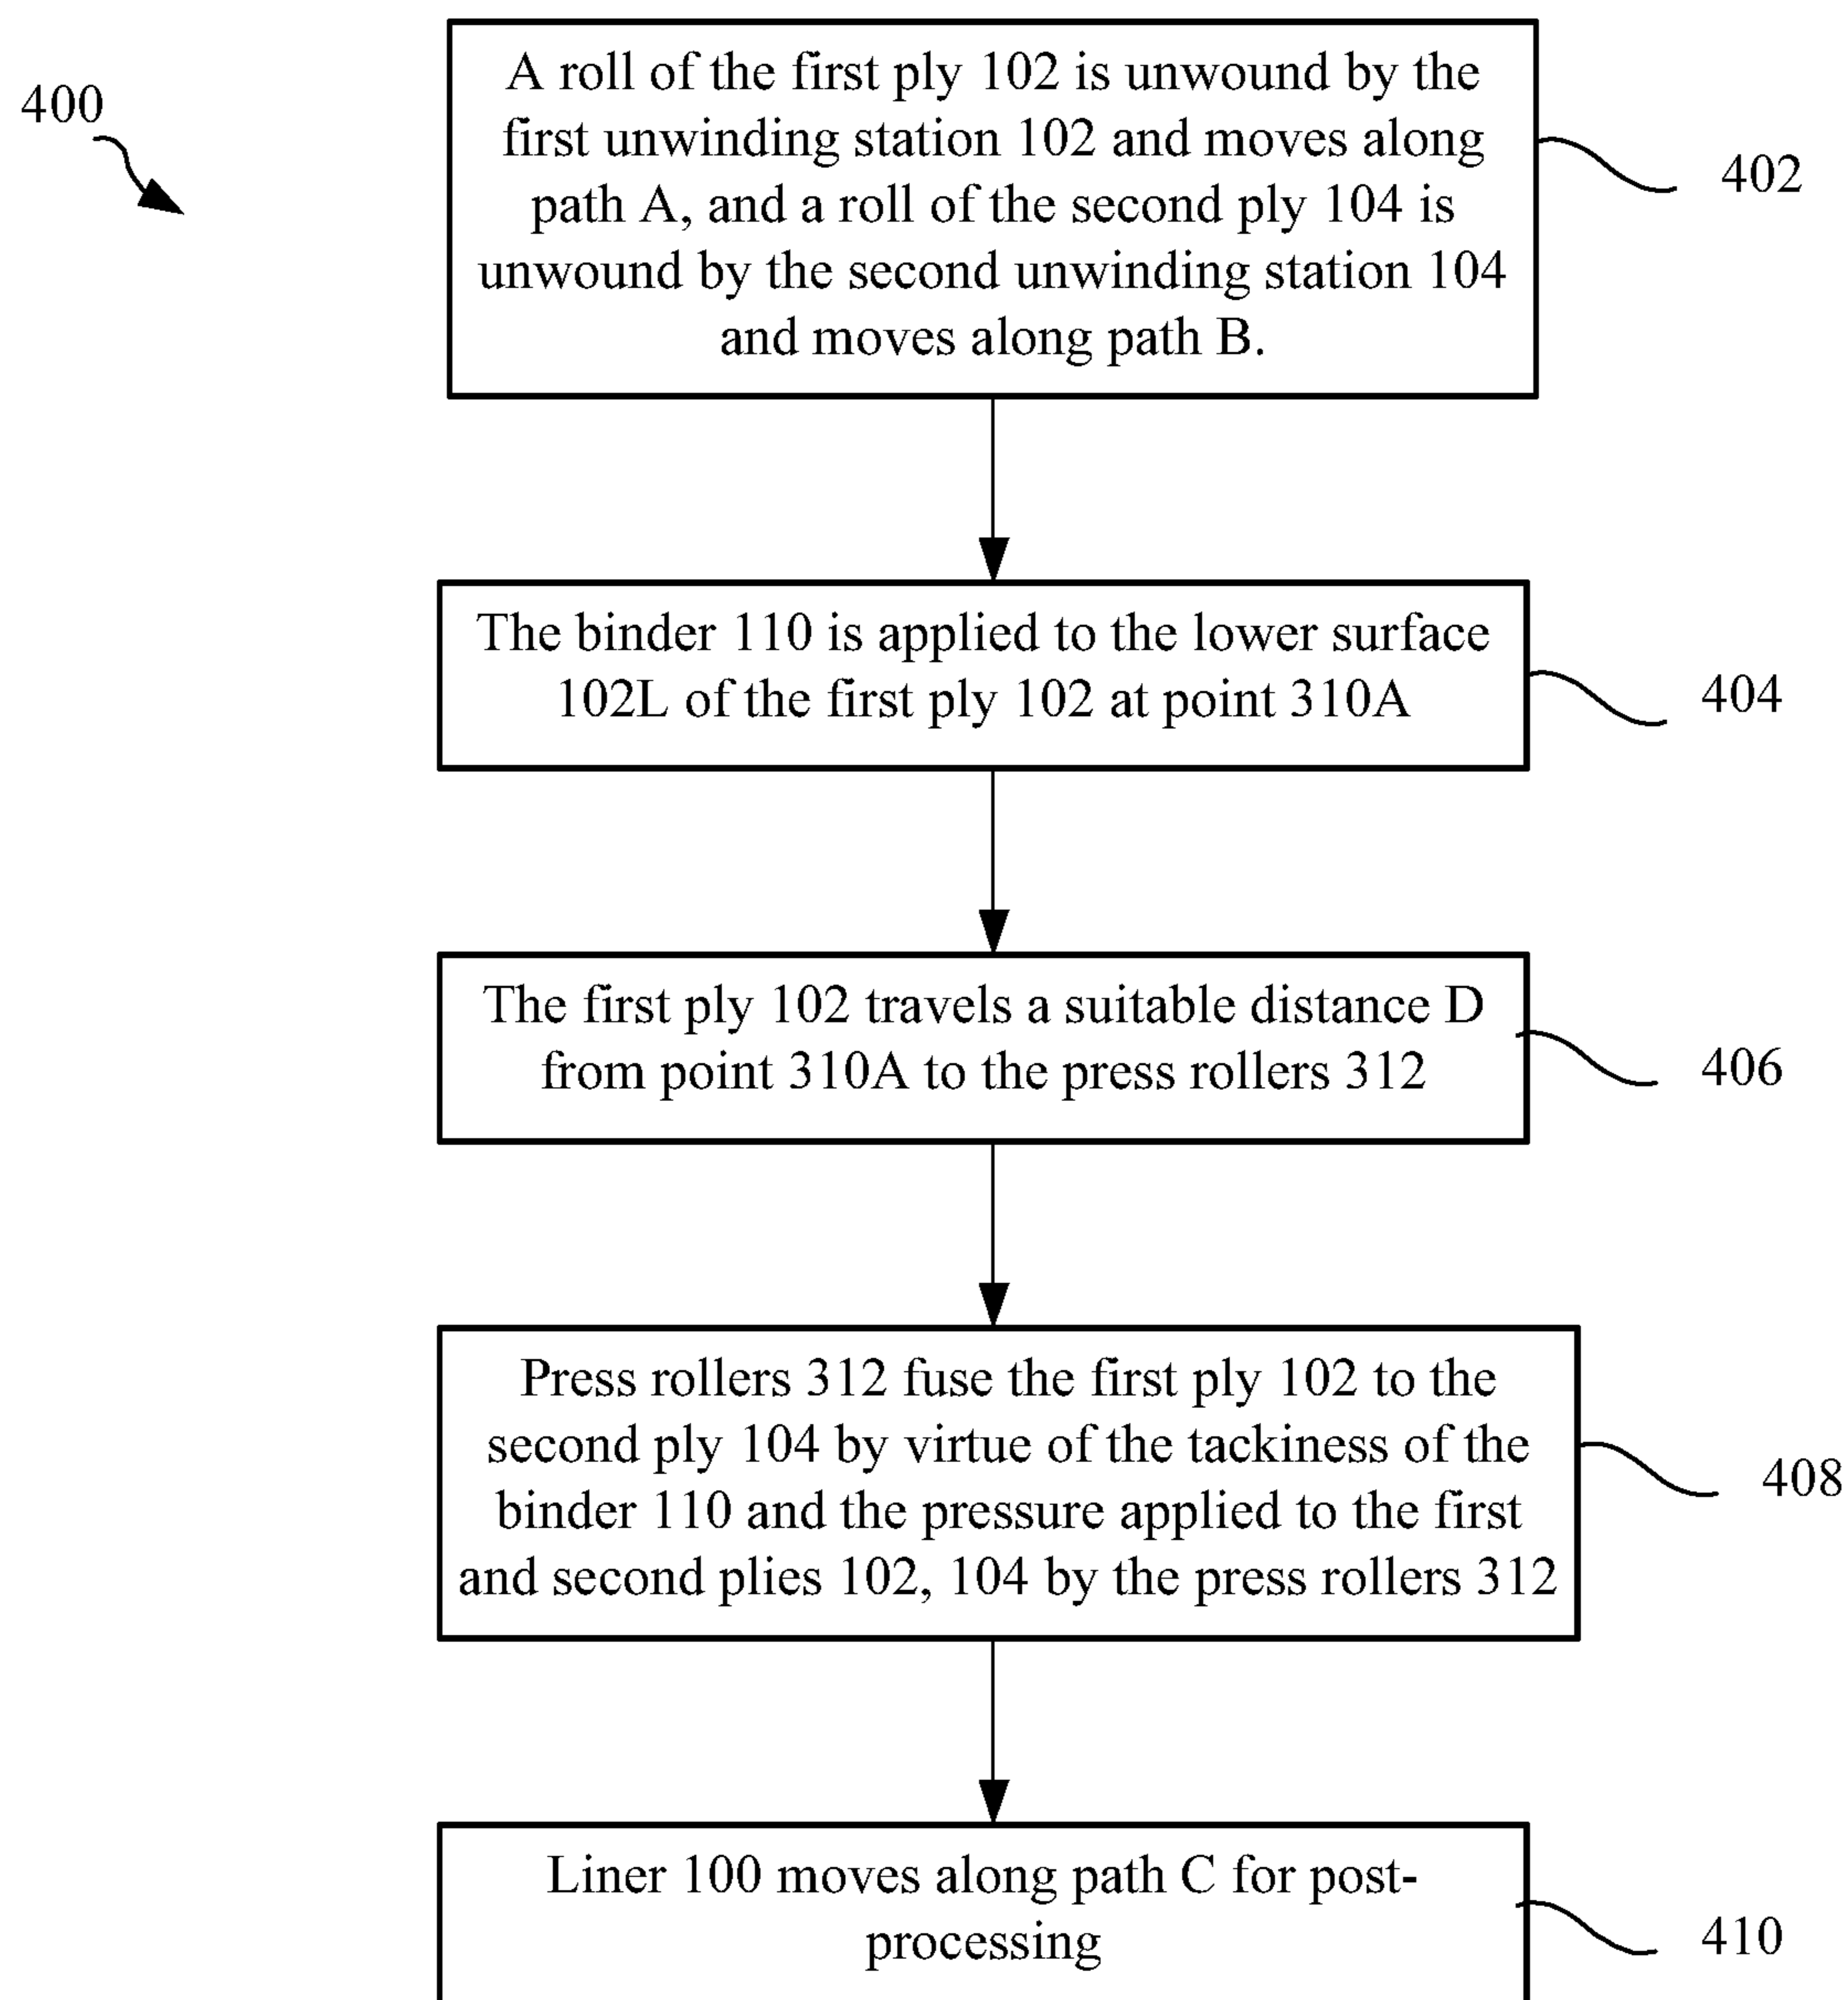 400
A roll of the first ply 102 is unwound by the
first unwinding station 102 and moves along
path A, and a roll of the second ply 104 is
unwound by the second unwinding station 104
and moves along path B.
402
The binder 110 is applied to the lower surface
102L of the first ply 102 at point 310A
404
The first ply 102 travels a suitable distance D
from point 310A to the press rollers 312
406
Press rollers 312 fuse the first ply 102 to the
second ply 104 by virtue of the tackiness of the
binder 110 and the pressure applied to the first
and second plies 102, 104 by the press rollers 312
408
Liner 100 moves along path C for post-
processing
410